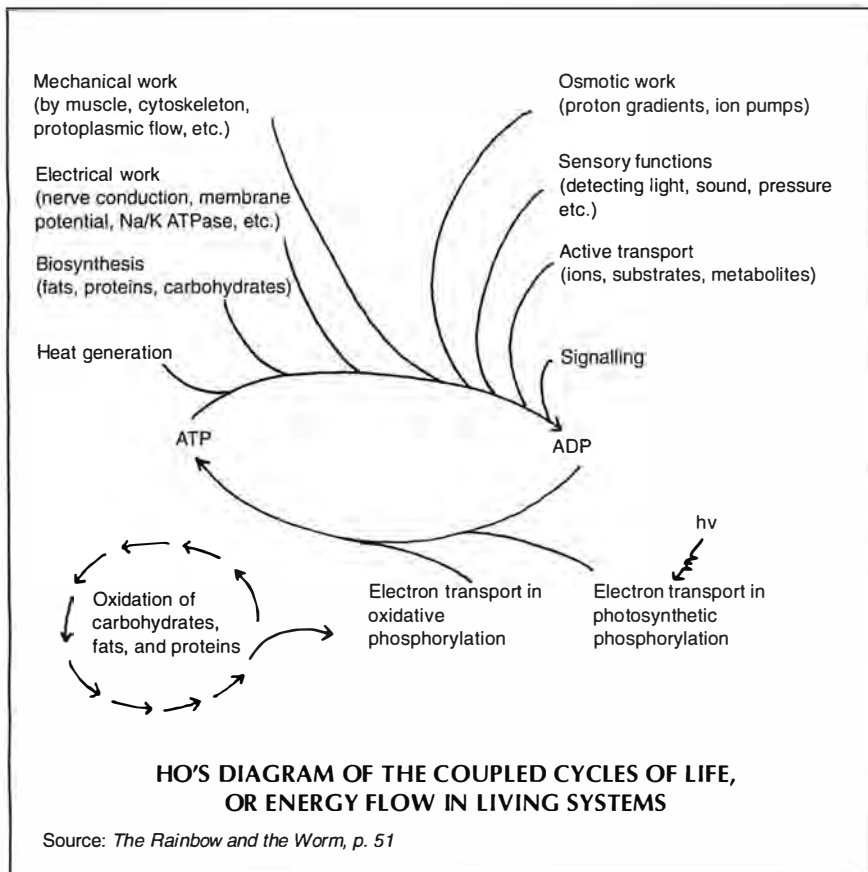 Mechanical work
(by muscle, cytoskeleton,
protoplasmic flow, etc.)
Electrical work
(nerve conduction, membrane
potential, Na/K ATPase, etc.)
Biosynthesis
(fats, proteins, carbohydrates)
Heat generation
Osmotic work
(proton gradients, ion pumps)
Sensory functions
(detecting light, sound, pressure
etc.)
Active transport
(ions, substrates, metabolites)
Signalling
ATP
ADP
hv
Oxidation of
carbohydrates,
fats, and proteins
Electron transport in
oxidative
phosphorylation
Electron transport in
photosynthetic
phosphorylation
HO'S DIAGRAM OF THE COUPLED CYCLES OF LIFE,
OR ENERGY FLOW IN LIVING SYSTEMS
Source: The Rainbow and the Worm, p. 51